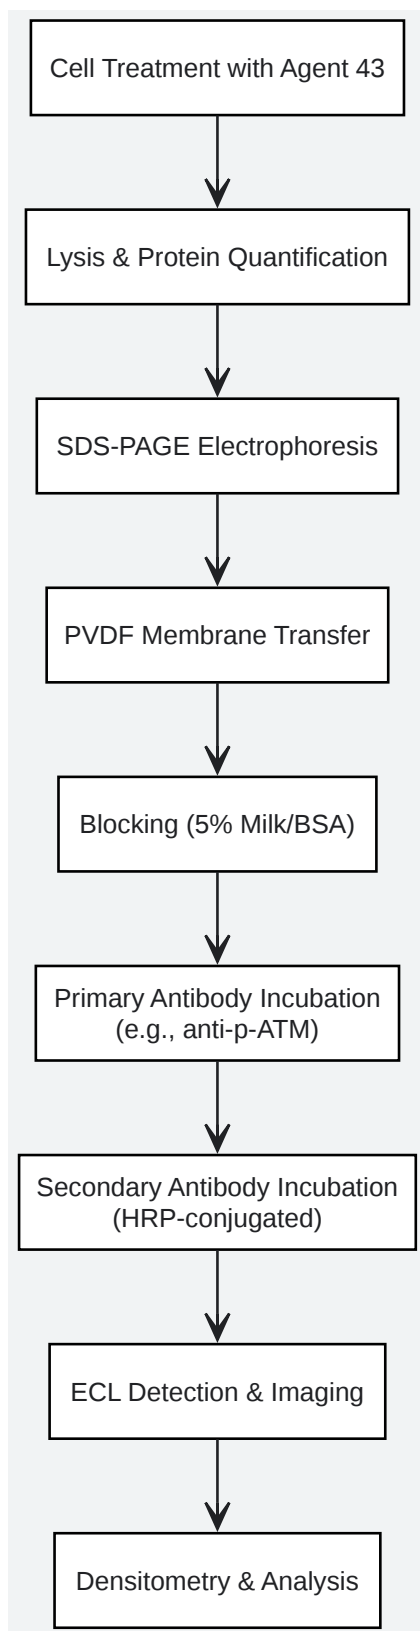 Cell Treatment with Agent 43
Lysis & Protein Quantification
SDS-PAGE Electrophoresis
PVDF Membrane Transfer
Blocking (5% Milk/BSA)
Primary Antibody Incubation
(e.g., anti-p-ATM)
Secondary Antibody Incubation
(HRP-conjugated)
ECL Detection & Imaging
Densitometry & Analysis